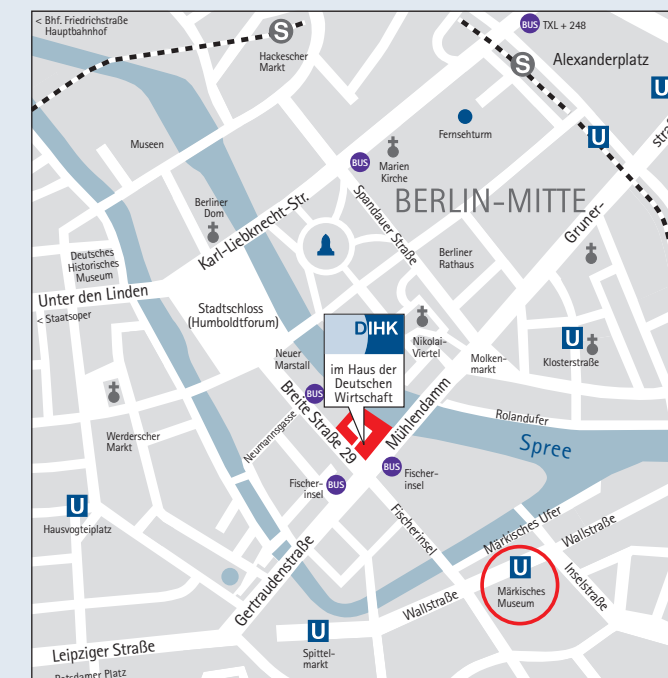 < Bhf. Friedrichstraße
Hauptbahnhof
S
Hackescher
Markt
BUS
TXL + 248
S
Alexanderplatz
U
U
Fernsehturm
Museen
BUS
Marien
Kirche
BERLIN-MITTE
Berliner
Dom
Karl-Liebknecht-Str.
Spandauer Straße
Gruner-
stra
Deutsches
Historisches
Museum
Unter den Linden
< Staatsoper
Berliner
Rathaus
Stadtschloss
(Humboldtforum)
DIHK
im Haus der
Deutschen
Wirtschaft
Neuer
Marstall
Nikolai-
Viertel
Molken-
markt
U
Klosterstraße
BUS
Breite Straße 29
Neumannsgasse
Mühlendamm
Rolandufer
Spree
Werderscher
Markt
BUS
Fischer-
insel
Fischer-
insel
BUS
U
Hausvogteiplatz
Fischerinsel
Märkisches Ufer
Wallstraße
Gertraudenstraße
U
Märkisches
Museum
Inselstraße
Wallstraße
U
Spittel-
markt
Leipziger Straße
Potsdamer Platz